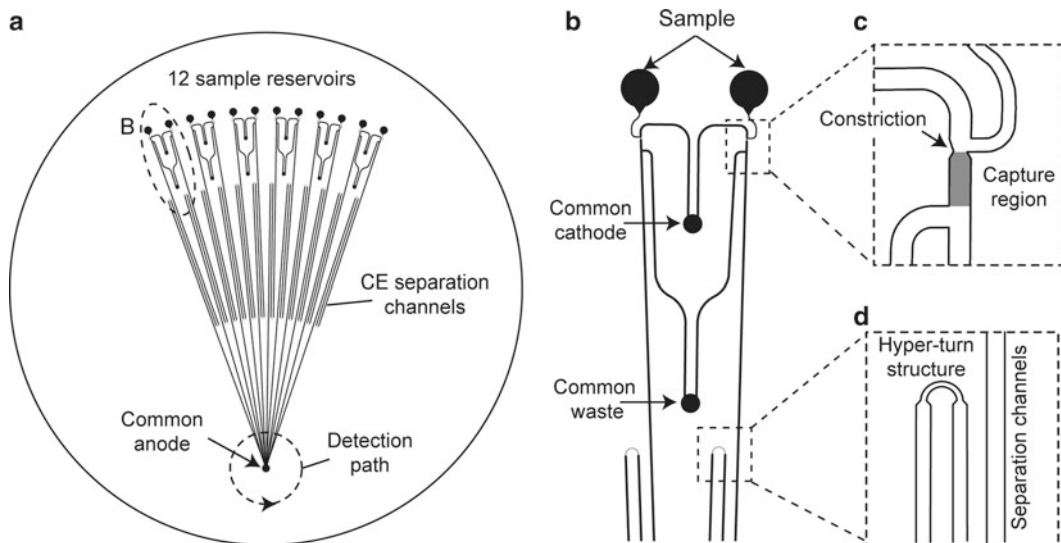 a
12 sample reservoirs
B
CE separation
channels
Common
anode
Detection
path
b
Sample
Common
cathode
Common
waste
c
Constriction
Capture
region
d
Hyper-turn
structure
Separation channels